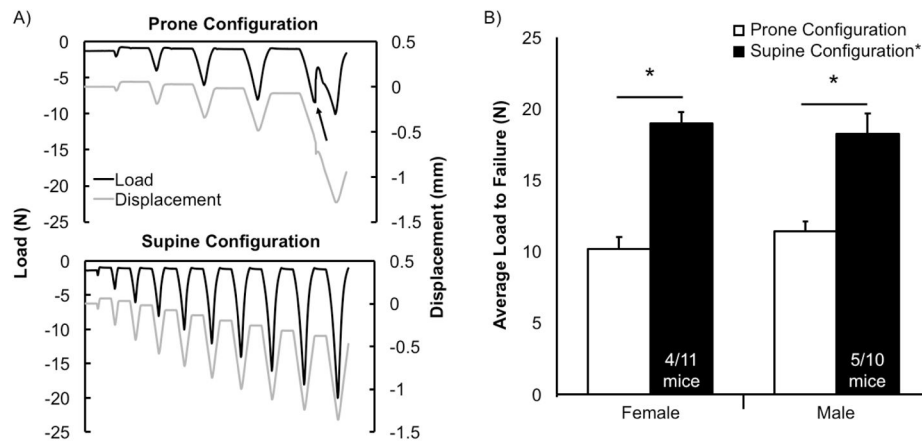 A)
Prone Configuration
0
-5
-10
-15
-20
-25
0.5
0
-0.5
-1
-1.5
Load
Displacement
Supine Configuration
0
-5
-10
-15
-20
-25
0.5
0
-0.5
-1
-1.5
Load (N)
Displacement (mm)
B)
Prone Configuration
Supine Configuration*
25
20
15
10
5
0
Average Load to Failure (N)
*
*
4/11
mice
5/10
mice
Female
Male